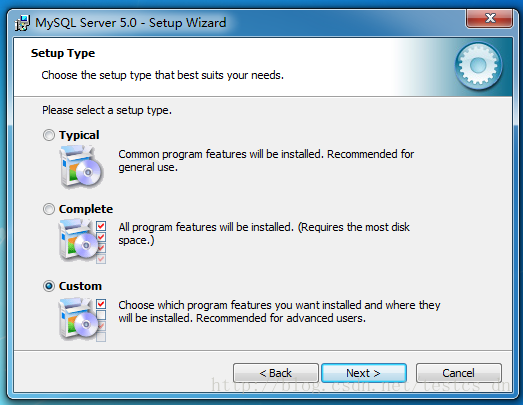 MySQL Server 5.0 - Setup Wizard
Setup Type
Choose the setup type that best suits your needs.
Please select a setup type.
Typical
Common program features will be installed. Recommended for
general use.
Complete
All program features will be installed. (Requires the most disk
space.)
Custom
Choose which program features you want installed and where they
will be installed. Recommended for advanced users.
< Back Next > Cancel
http://blog.csdn.net/testcs_dn